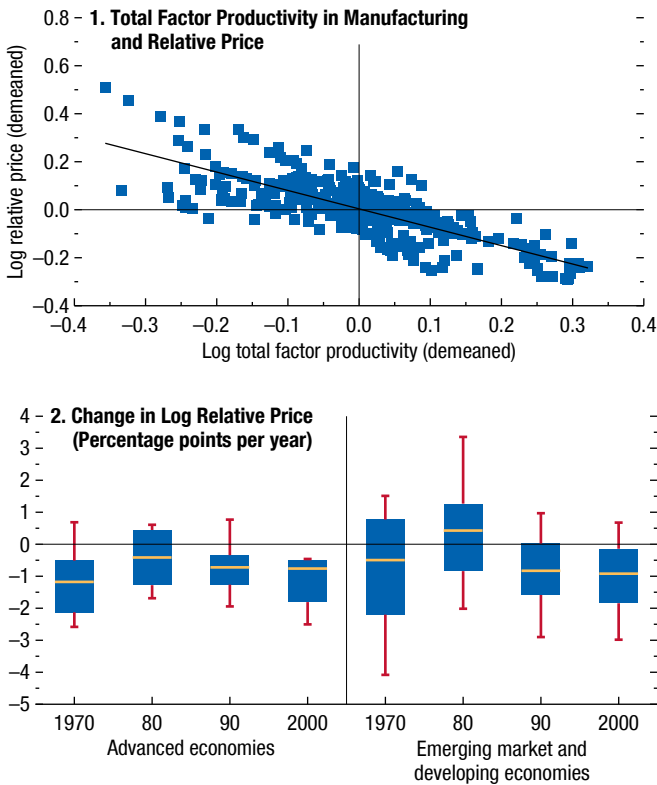 1. Total Factor Productivity in Manufacturing
and Relative Price
Log relative price (demeaned)
0.8
0.6
0.4
0.2
0.0
–0.2
–0.4
–0.4 –0.3 –0.2 –0.1 0.0 0.1 0.2 0.3 0.4
Log total factor productivity (demeaned)
2. Change in Log Relative Price
(Percentage points per year)
4
3
2
1
0
–1
–2
–3
–4
–5
1970 80 90 2000 1970 80 90 2000
Advanced economies
Emerging market and
developing economies